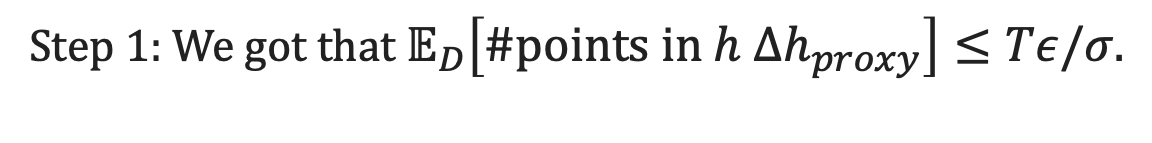 Step 1: We got that 𝔼_D[#points in h Δh_proxy] ≤ Tϵ/σ.